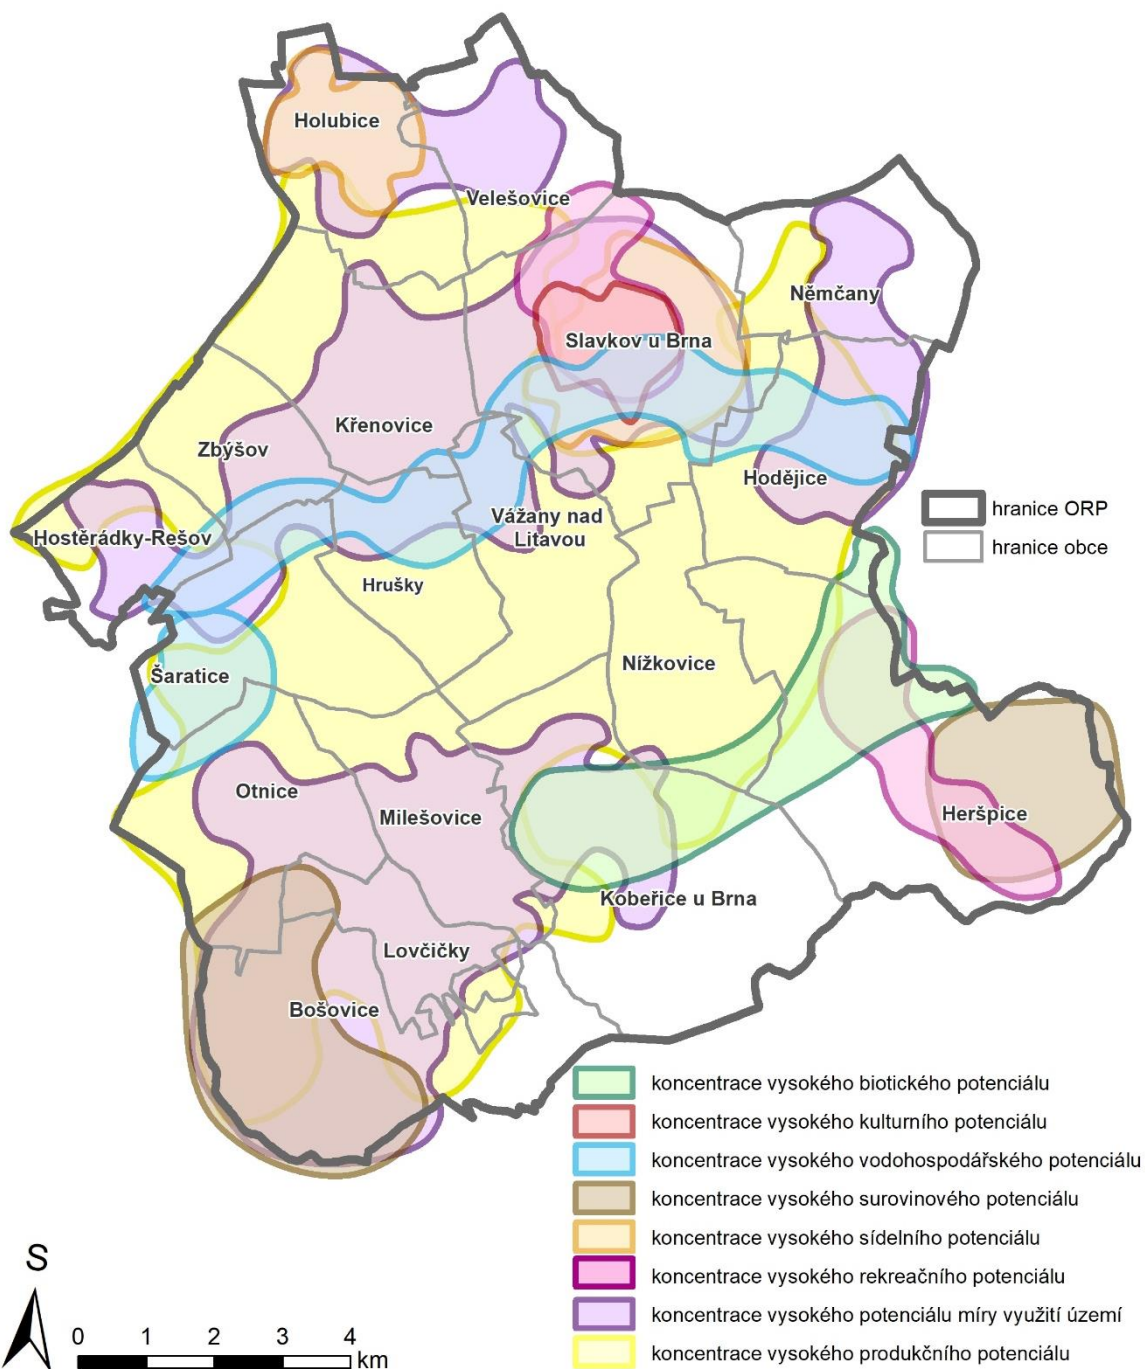 Holubice
Velešovice
Němčany
Slavkov u Brna
Křenovice
Zbýšov
Hodějice
Vážany nad
Litavou
Hostěrádky-Rešov
Hrušky
Šaratice
Nížkovice
Otnice
Milešovice
Heršpice
Kobeřice u Brna
Lovčičky
Bošovice
hranice ORP
hranice obce
koncentrace vysokého biotického potenciálu
koncentrace vysokého kulturního potenciálu
koncentrace vysokého vodohospodářského potenciálu
koncentrace vysokého surovinového potenciálu
koncentrace vysokého sídelního potenciálu
koncentrace vysokého rekreačního potenciálu
koncentrace vysokého potenciálu míry využití území
koncentrace vysokého produkčního potenciálu
S
0 1 2 3 4
km